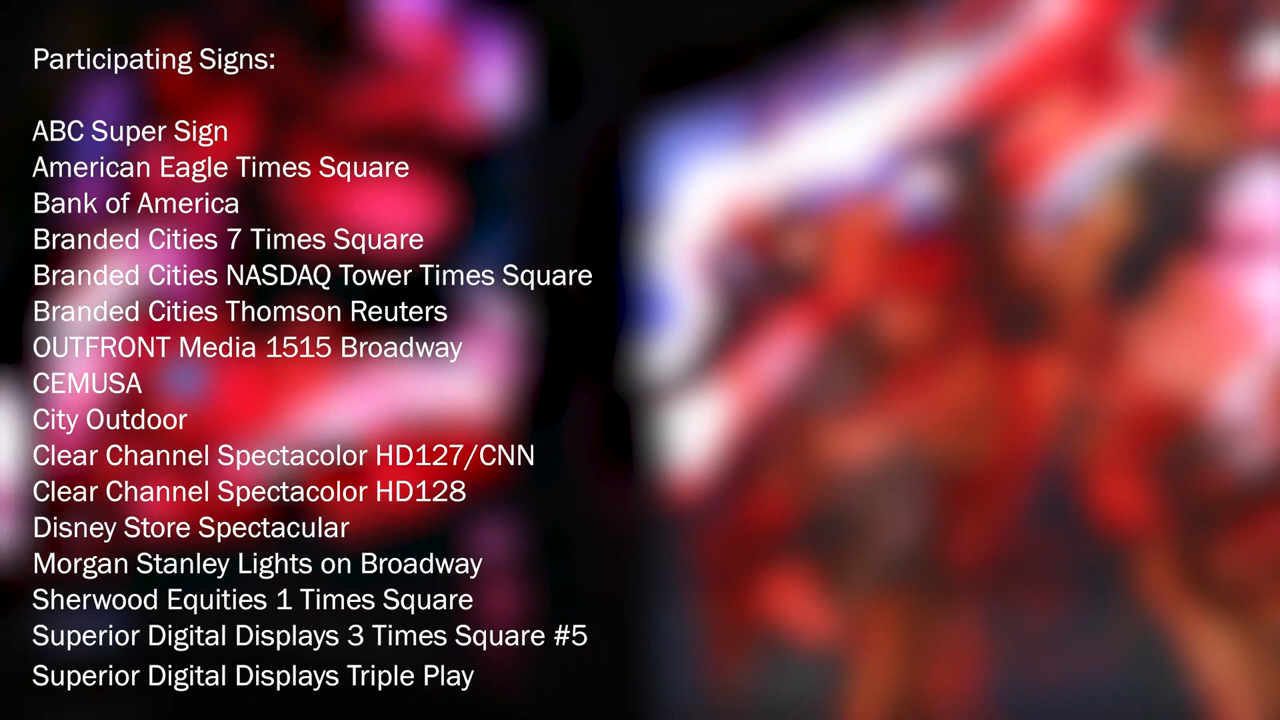 Participating Signs:
ABC Super Sign
American Eagle Times Square
Bank of America
Branded Cities 7 Times Square
Branded Cities NASDAQ Tower Times Square
Branded Cities Thomson Reuters
OUTFRONT Media 1515 Broadway
CEMUSA
City Outdoor
Clear Channel Spectacolor HD127/CNN
Clear Channel Spectacolor HD128
Disney Store Spectacular
Morgan Stanley Lights on Broadway
Sherwood Equities 1 Times Square
Superior Digital Displays 3 Times Square #5
Superior Digital Displays Triple Play